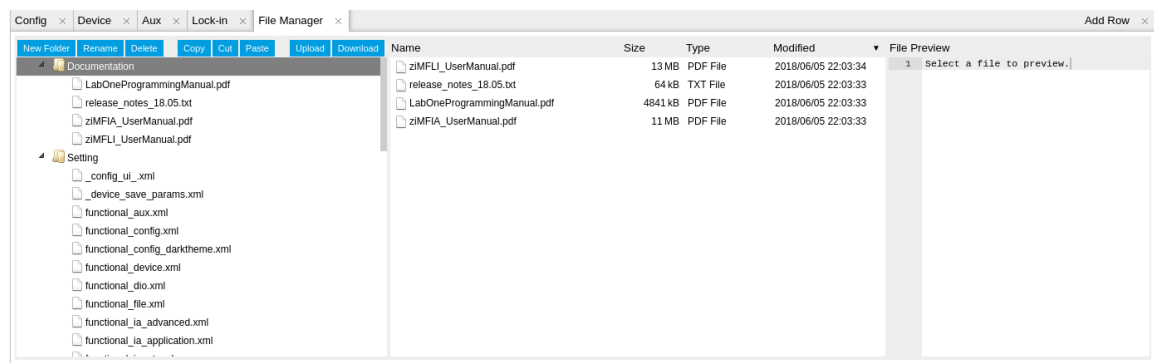 Config × Device × Aux × Lock-in × File Manager × Add Row ×
New Folder Rename Delete Copy Cut Paste Upload Download Name Size Type Modified ▼ File Preview
Documentation
LabOneProgrammingManual.pdf
release_notes_18.05.txt
ziMFIA_UserManual.pdf
ziMFLI_UserManual.pdf
Setting
_config_ui_.xml
_device_save_params.xml
functional_aux.xml
functional_config.xml
functional_config_darktheme.xml
functional_device.xml
functional_dio.xml
functional_file.xml
functional_ia_advanced.xml
functional_ia_application.xml
ziMFLI_UserManual.pdf 13 MB PDF File 2018/06/05 22:03:34
release_notes_18.05.txt 64 kB TXT File 2018/06/05 22:03:33
LabOneProgrammingManual.pdf 4841 kB PDF File 2018/06/05 22:03:33
ziMFIA_UserManual.pdf 11 MB PDF File 2018/06/05 22:03:33
1 Select a file to preview.